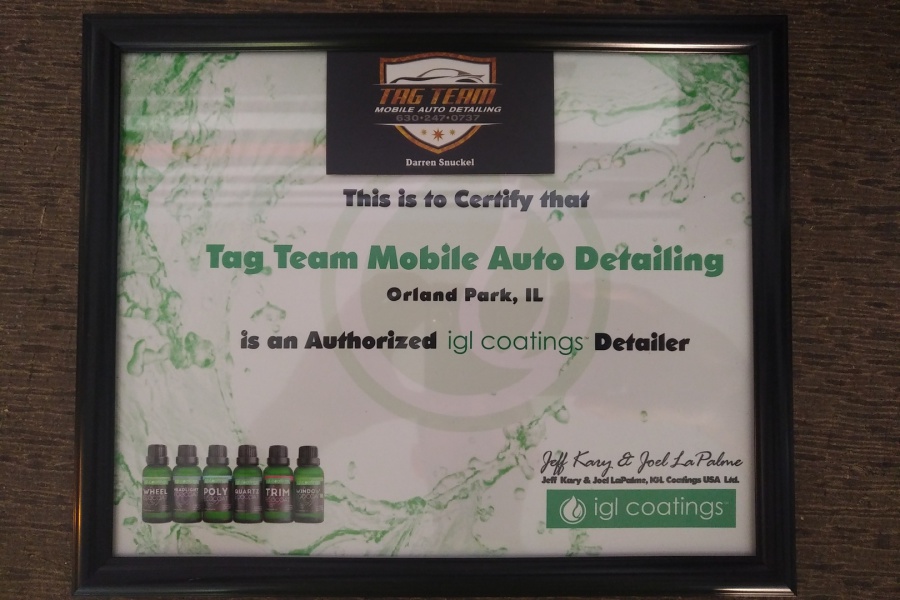 TAG TEAM
MOBILE AUTO DETAILING
630•247•0737
Darren Snuckel
This is to Certify that
Tag Team Mobile Auto Detailing
Orland Park, IL
is an Authorized igl coatings Detailer
WHEEL HEADLIGHT POLY QUARTZ TRIM WINDOW
Jeff Kary & Joel LaPalme
Jeff Kary & Joel LaPalme, IGL Coatings USA Ltd.
igl coatings